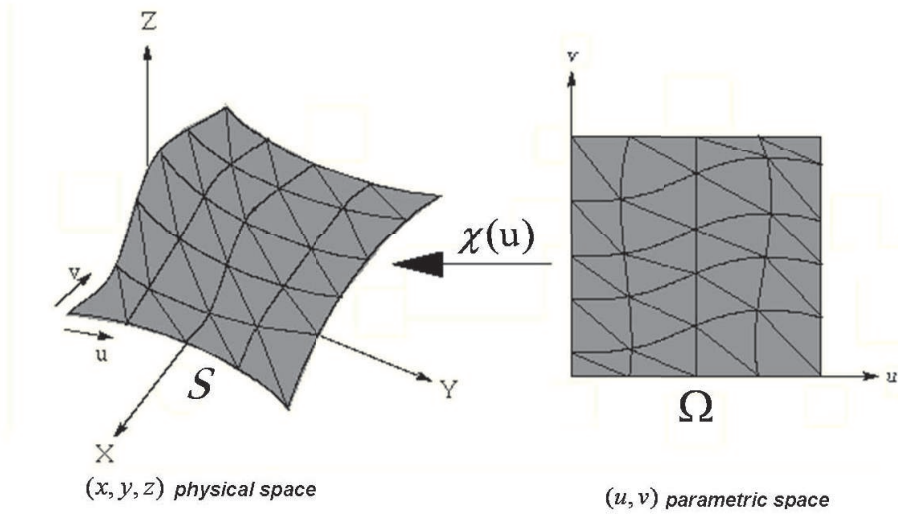 Z
v
χ(u)
v
u
S
Y
X
u
Ω
(x, y, z) physical space
(u, v) parametric space